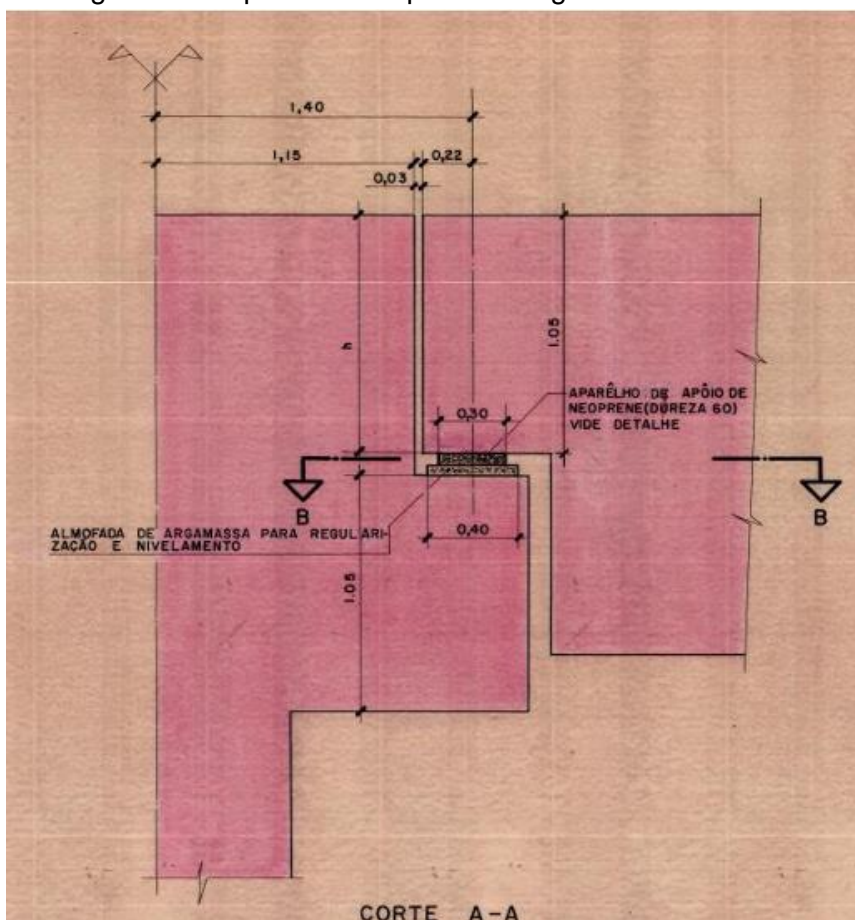 1,40
1,15
0,22
0,03
h
1.05
APARÊLHO DE APÔIO DE
NEOPRENE(DUREZA 60)
VIDE DETALHE
0,30
B
B
ALMOFADA DE ARGAMASSA PARA REGULARI-
ZAÇÃO E NIVELAMENTO
0,40
1.05
CORTE A-A